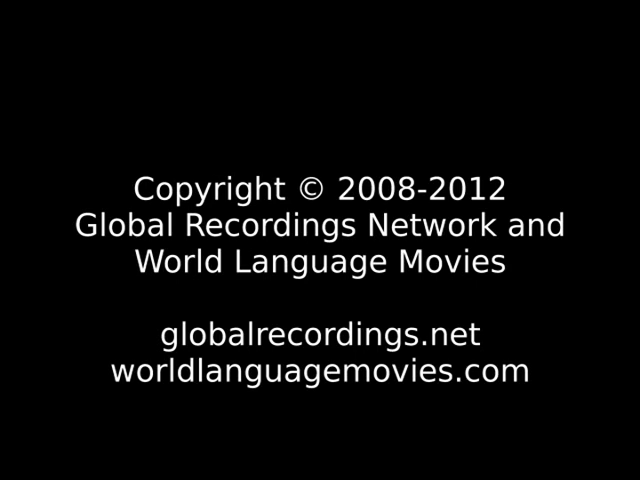 Copyright © 2008-2012
Global Recordings Network and
World Language Movies
globalrecordings.net
worldlanguagemovies.com